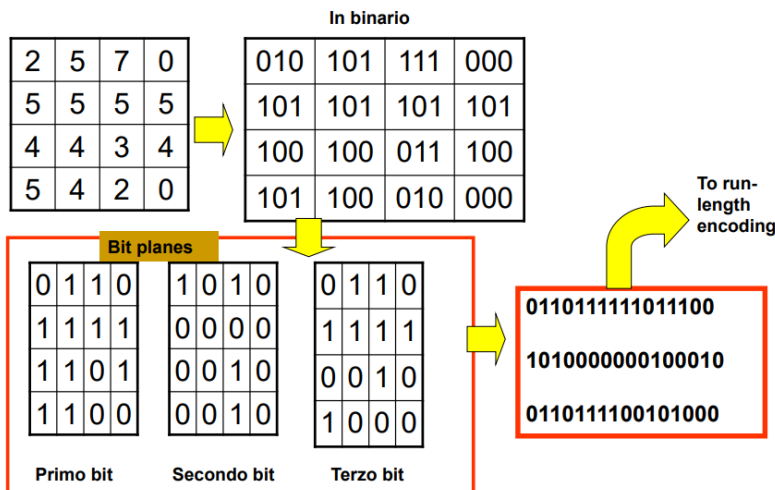 In binario
2 5 7 0
5 5 5 5
4 4 3 4
5 4 2 0
010 101 111 000
101 101 101 101
100 100 011 100
101 100 010 000
To run-
length
encoding
Bit planes
0 1 1 0
1 1 1 1
1 1 0 1
1 1 0 0
Primo bit
1 0 1 0
0 0 0 0
0 0 1 0
0 0 1 0
Secondo bit
0 1 1 0
1 1 1 1
0 0 1 0
1 0 0 0
Terzo bit
0110111111011100
1010000000100010
0110111100101000